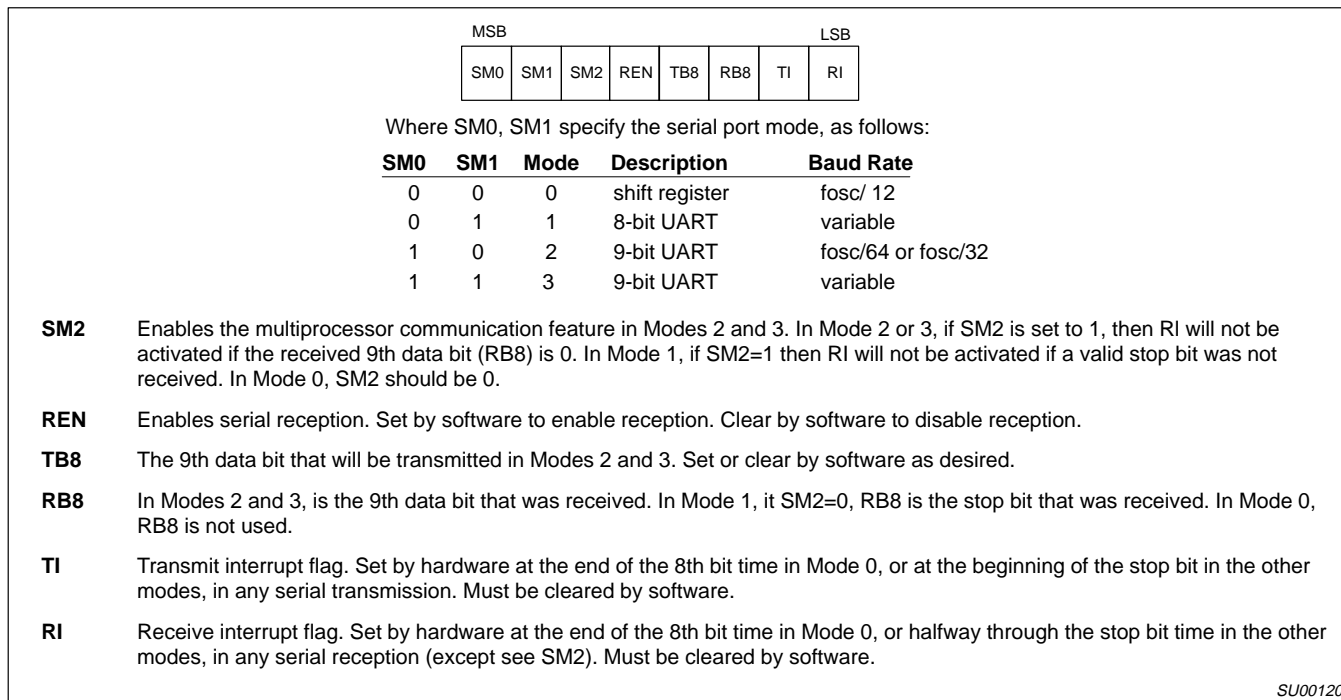 MSB LSB
SM0 SM1 SM2 REN TB8 RB8 TI RI
Where SM0, SM1 specify the serial port mode, as follows:
SM0 SM1 Mode Description Baud Rate
0 0 0 shift register fosc/ 12
0 1 1 8-bit UART variable
1 0 2 9-bit UART fosc/64 or fosc/32
1 1 3 9-bit UART variable
SM2 Enables the multiprocessor communication feature in Modes 2 and 3. In Mode 2 or 3, if SM2 is set to 1, then RI will not be
activated if the received 9th data bit (RB8) is 0. In Mode 1, if SM2=1 then RI will not be activated if a valid stop bit was not
received. In Mode 0, SM2 should be 0.
REN Enables serial reception. Set by software to enable reception. Clear by software to disable reception.
TB8 The 9th data bit that will be transmitted in Modes 2 and 3. Set or clear by software as desired.
RB8 In Modes 2 and 3, is the 9th data bit that was received. In Mode 1, it SM2=0, RB8 is the stop bit that was received. In Mode 0,
RB8 is not used.
TI Transmit interrupt flag. Set by hardware at the end of the 8th bit time in Mode 0, or at the beginning of the stop bit in the other
modes, in any serial transmission. Must be cleared by software.
RI Receive interrupt flag. Set by hardware at the end of the 8th bit time in Mode 0, or halfway through the stop bit time in the other
modes, in any serial reception (except see SM2). Must be cleared by software.
SU00120